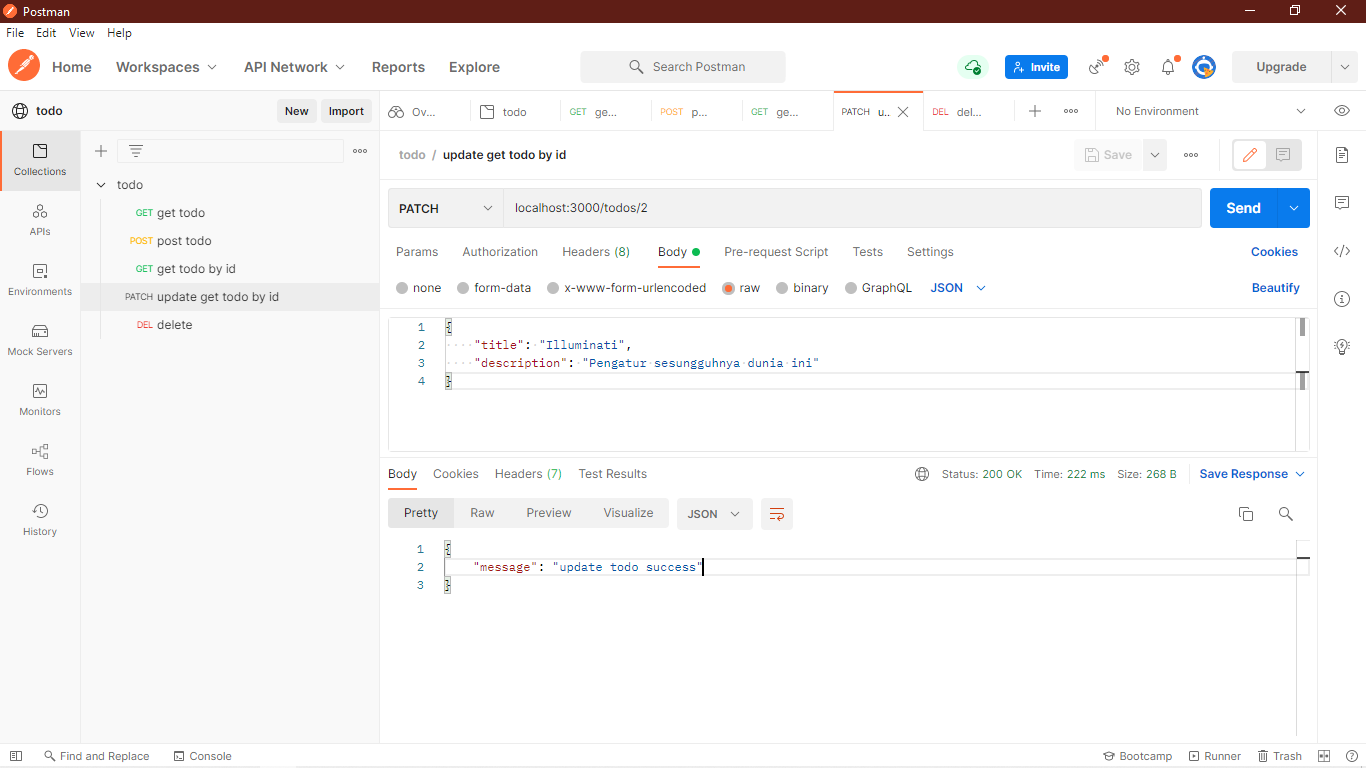 Postman
File Edit View Help
Home Workspaces API Network Reports Explore Search Postman Invite Upgrade
todo New Import Ov... todo GET ge... POST p... GET ge... PATCH u.. DEL del... No Environment
Collections
APIs
Environments
Mock Servers
Monitors
Flows
History
todo
GET get todo
POST post todo
GET get todo by id
PATCH update get todo by id
DEL delete
todo / update get todo by id Save
PATCH localhost:3000/todos/2 Send
Params Authorization Headers (8) Body Pre-request Script Tests Settings Cookies
none form-data x-www-form-urlencoded raw binary GraphQL JSON Beautify
1 {
2 ····"title":·"Illuminati",
3 ····"description":·"Pengatur·sesungguhnya·dunia·ini"
4 }
Body Cookies Headers (7) Test Results Status: 200 OK Time: 222 ms Size: 268 B Save Response
Pretty Raw Preview Visualize JSON
1 {
2 "message": "update todo success"
3 }
Find and Replace Console Bootcamp Runner Trash